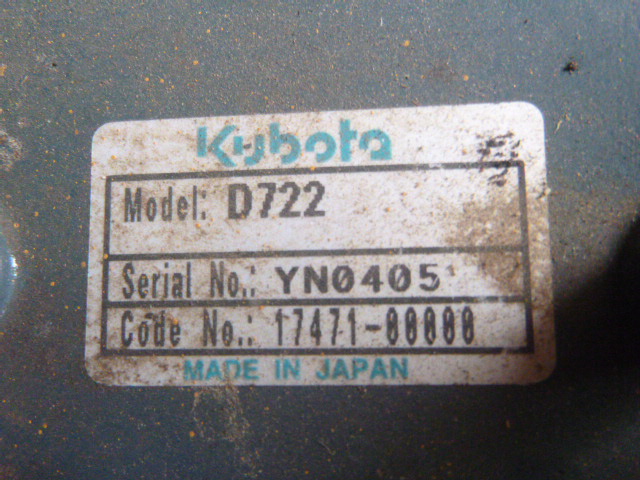 Kubota
Model: D722
Serial No.: YN0405
Code No.: 17471-00000
MADE IN JAPAN